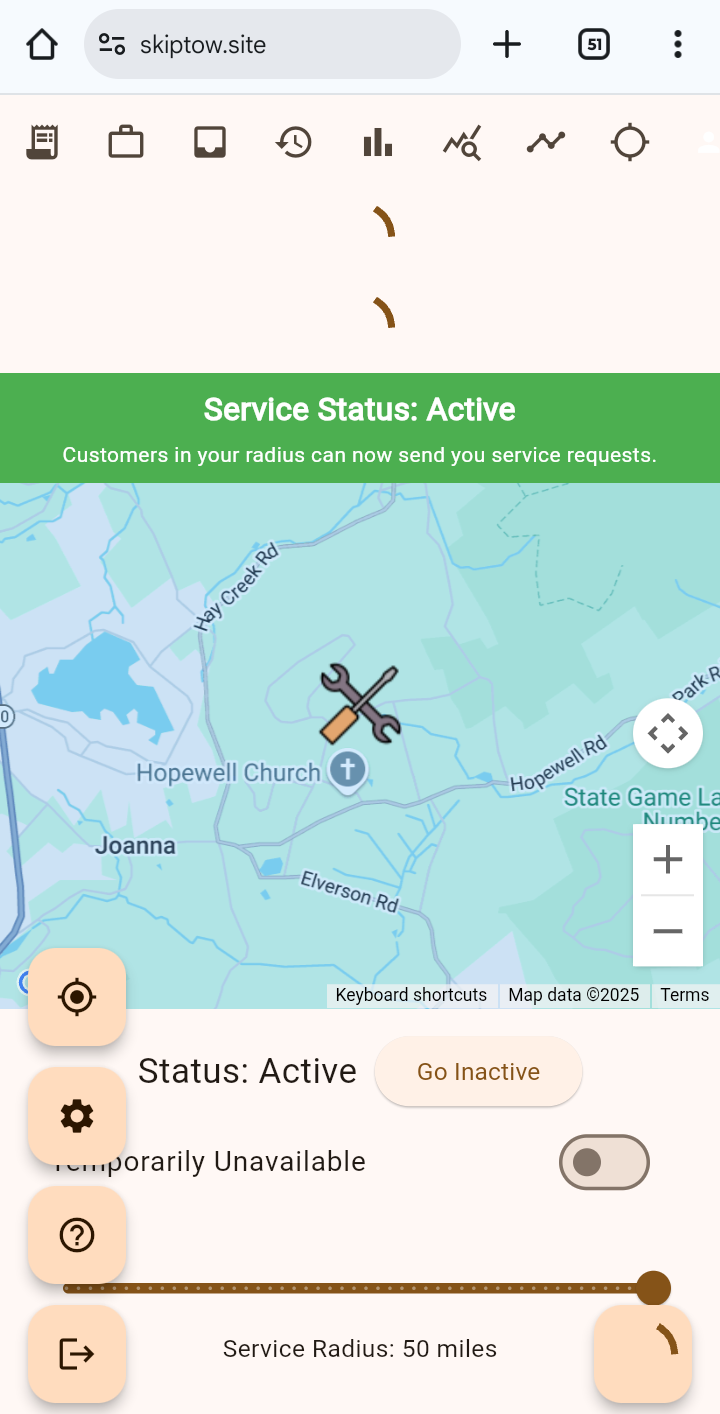 skiptow.site
51
Service Status: Active
Customers in your radius can now send you service requests.
Hay Creek Rd
Park R
0
Hopewell Rd
Hopewell Church
State Game La
Numbe
Joanna
Elverson Rd
Keyboard shortcuts
Map data ©2025
Terms
Status: Active
Go Inactive
Temporarily Unavailable
Service Radius: 50 miles